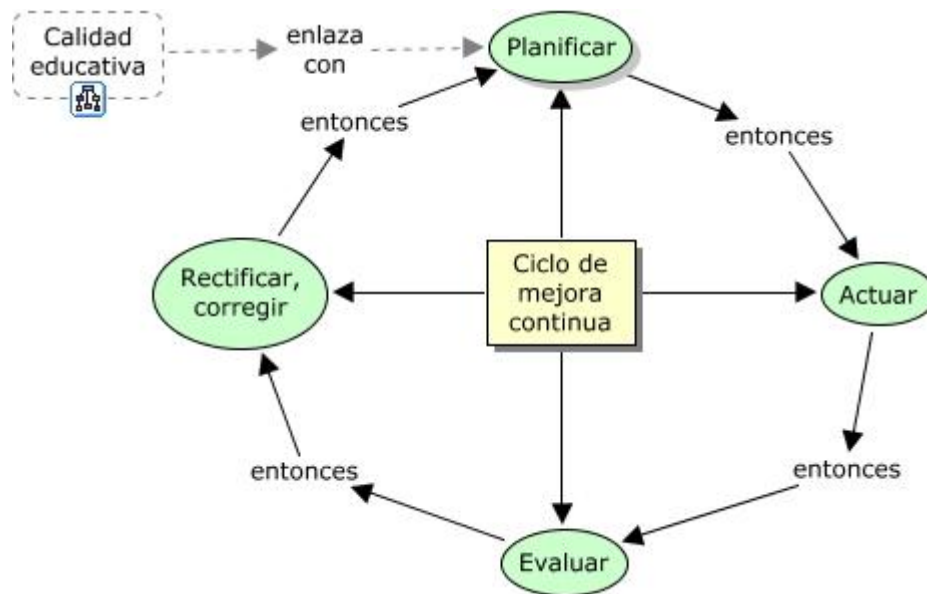 Calidad
educativa
enlaza
con
Planificar
entonces
entonces
Rectificar,
corregir
Ciclo de
mejora
continua
Actuar
entonces
entonces
Evaluar